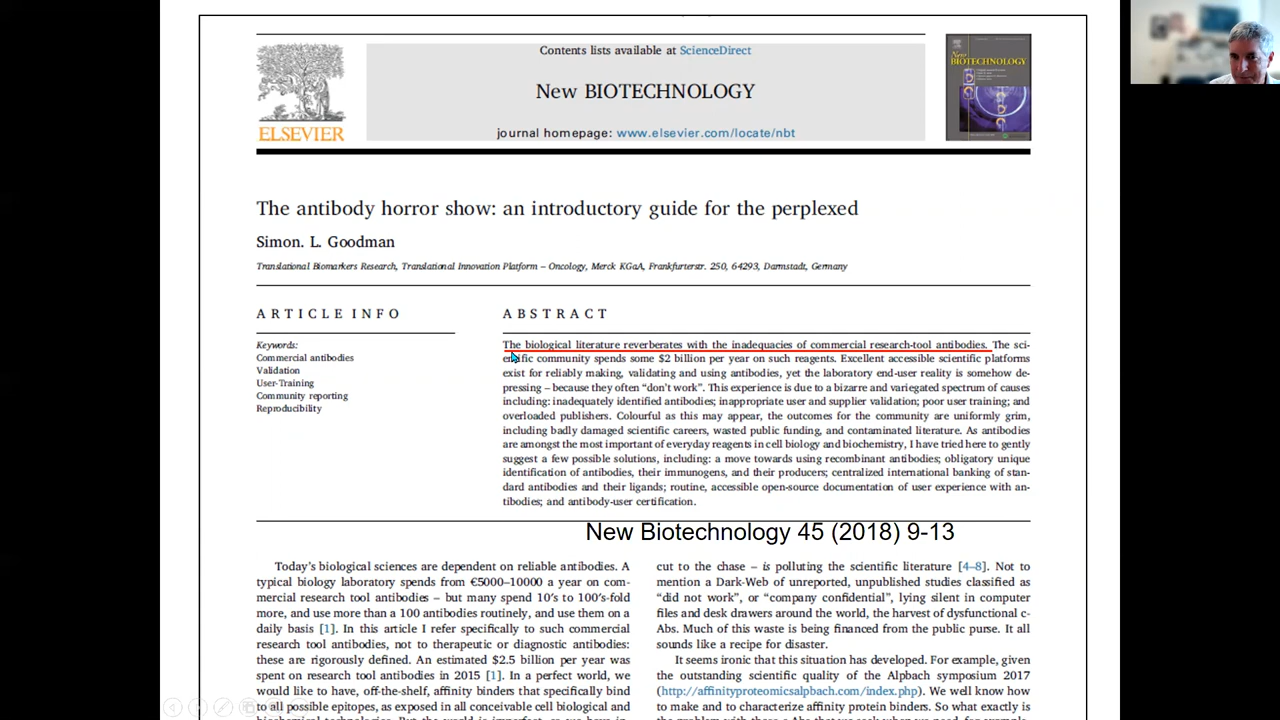 Contents lists available at ScienceDirect
New BIOTECHNOLOGY
journal homepage: www.elsevier.com/locate/nbt
ELSEVIER
New
BIOTECHNOLOGY
The antibody horror show: an introductory guide for the perplexed
Simon. L. Goodman
Translational Biomarkers Research, Translational Innovation Platform – Oncology, Merck KGaA, Frankfurterstr. 250, 64293, Darmstadt, Germany
ARTICLE INFO
Keywords:
Commercial antibodies
Validation
User-Training
Community reporting
Reproducibility
ABSTRACT
The biological literature reverberates with the inadequacies of commercial research-tool antibodies. The sci-
entific community spends some $2 billion per year on such reagents. Excellent accessible scientific platforms
exist for reliably making, validating and using antibodies, yet the laboratory end-user reality is somehow de-
pressing – because they often “don’t work”. This experience is due to a bizarre and variegated spectrum of causes
including: inadequately identified antibodies; inappropriate user and supplier validation; poor user training; and
overloaded publishers. Colourful as this may appear, the outcomes for the community are uniformly grim,
including badly damaged scientific careers, wasted public funding, and contaminated literature. As antibodies
are amongst the most important of everyday reagents in cell biology and biochemistry, I have tried here to gently
suggest a few possible solutions, including: a move towards using recombinant antibodies; obligatory unique
identification of antibodies, their immunogens, and their producers; centralized international banking of stan-
dard antibodies and their ligands; routine, accessible open-source documentation of user experience with an-
tibodies; and antibody-user certification.
New Biotechnology 45 (2018) 9-13
Today’s biological sciences are dependent on reliable antibodies. A
typical biology laboratory spends from €5000–10000 a year on com-
mercial research tool antibodies – but many spend 10’s to 100’s-fold
more, and use more than a 100 antibodies routinely, and use them on a
daily basis [1]. In this article I refer specifically to such commercial
research tool antibodies, not to therapeutic or diagnostic antibodies:
these are rigorously defined. An estimated $2.5 billion per year was
spent on research tool antibodies in 2015 [1]. In a perfect world, we
would like to have, off-the-shelf, affinity binders that specifically bind
to all possible epitopes, as exposed in all conceivable cell biological and
cut to the chase – is polluting the scientific literature [4–8]. Not to
mention a Dark-Web of unreported, unpublished studies classified as
“did not work”, or “company confidential”, lying silent in computer
files and desk drawers around the world, the harvest of dysfunctional c-
Abs. Much of this waste is being financed from the public purse. It all
sounds like a recipe for disaster.
It seems ironic that this situation has developed. For example, given
the outstanding scientific quality of the Alpbach symposium 2017
(http://affinityproteomicsalpbach.com/index.php). We well know how
to make and to characterize affinity protein binders. So what exactly is